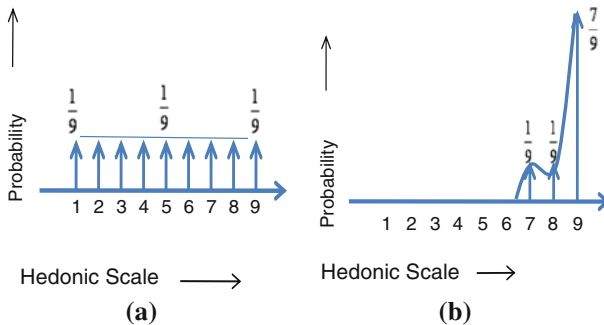 1/9 1/9 1/9
Probability
1 2 3 4 5 6 7 8 9
Hedonic Scale
(a)
7/9
1/9 1/9
Probability
1 2 3 4 5 6 7 8 9
Hedonic Scale
(b)